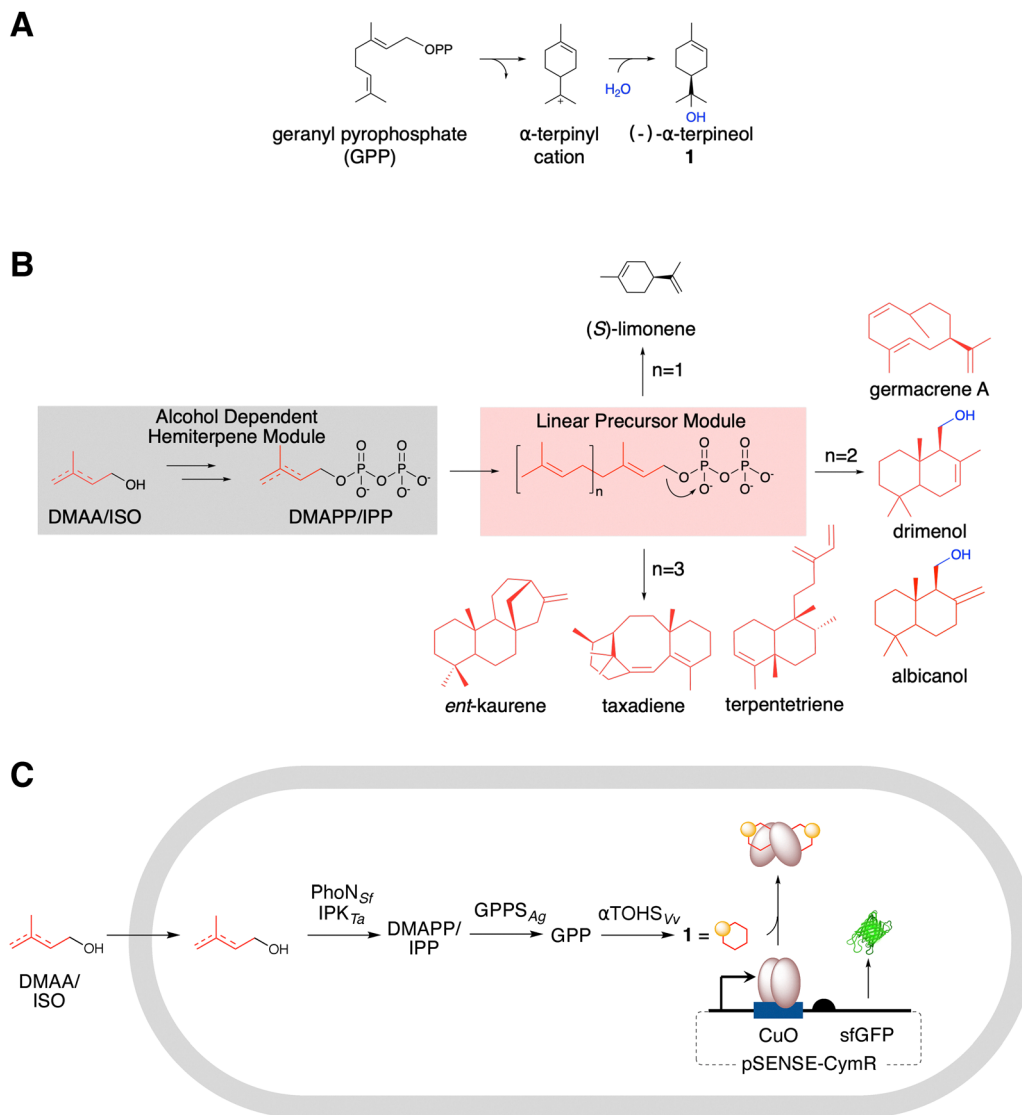 A
OPP
H2O
OH
geranyl pyrophosphate
(GPP)
α-terpinyl
cation
(-)-α-terpineol
1
B
(S)-limonene
n=1
germacrene A
Alcohol Dependent
Hemiterpene Module
OH
DMAA/ISO
O O
O P O P O-
O- O-
DMAPP/IPP
Linear Precursor Module
n
O O
O P O P O-
O- O-
n=2
OH
drimenol
n=3
OH
albicanol
ent-kaurene
taxadiene
terpentetriene
C
OH
DMAA/
ISO
OH
PhoNSf
IPKTa
DMAPP/
IPP
GPPSAg
GPP
αTOHSVv
1 =
CuO
sfGFP
pSENSE-CymR